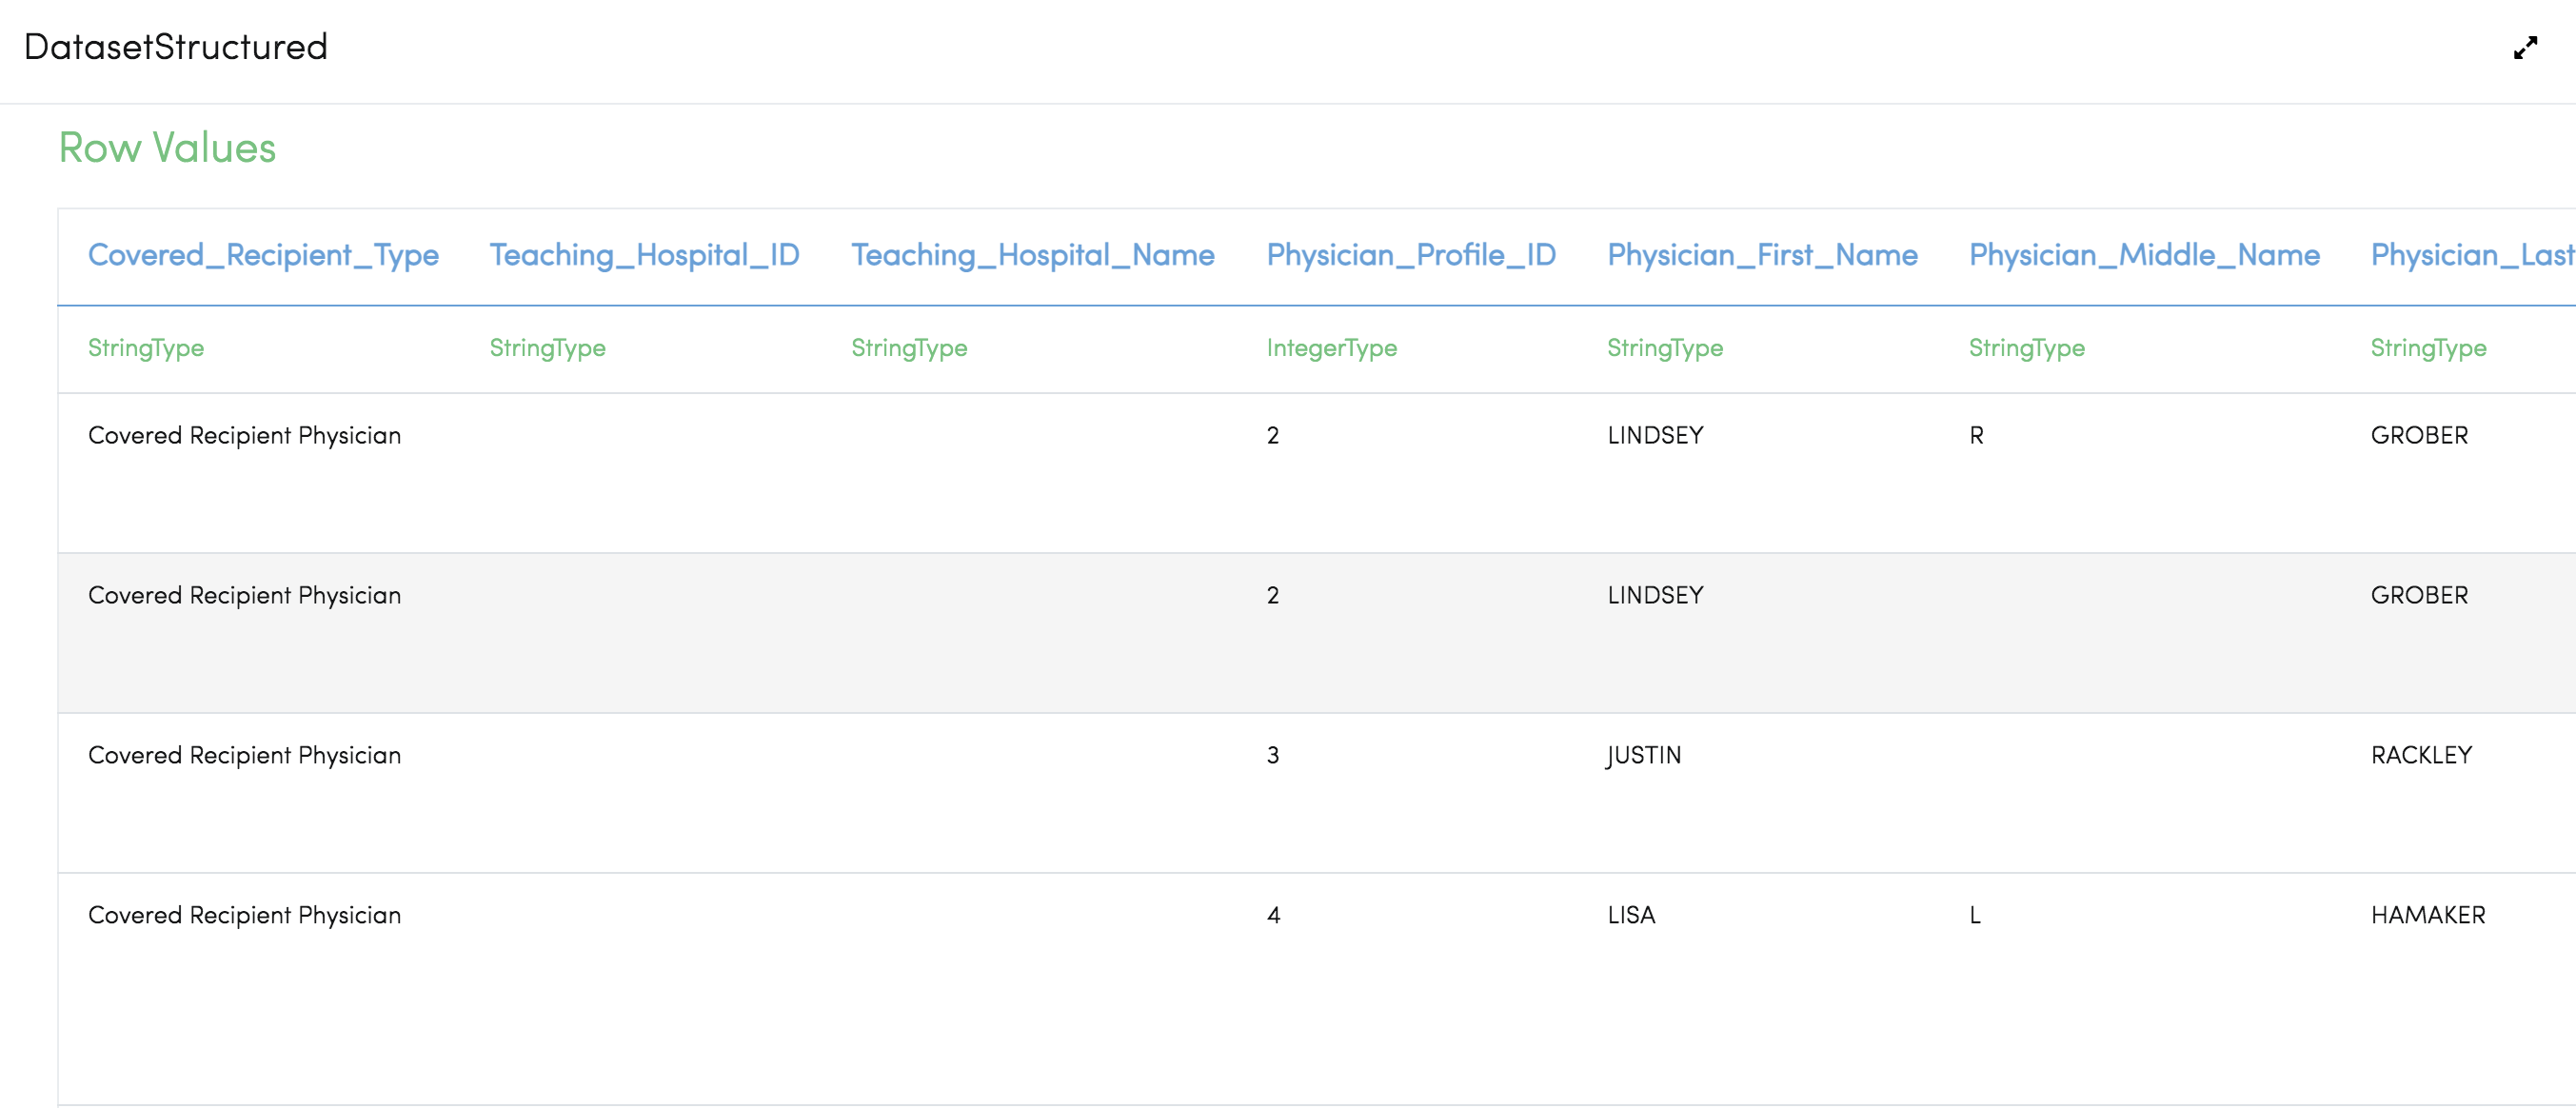 DatasetStructured
Row Values
Covered_Recipient_Type Teaching_Hospital_ID Teaching_Hospital_Name Physician_Profile_ID Physician_First_Name Physician_Middle_Name Physician_Last
StringType StringType StringType IntegerType StringType StringType StringType
Covered Recipient Physician 2 LINDSEY R GROBER
Covered Recipient Physician 2 LINDSEY GROBER
Covered Recipient Physician 3 JUSTIN RACKLEY
Covered Recipient Physician 4 LISA L HAMAKER